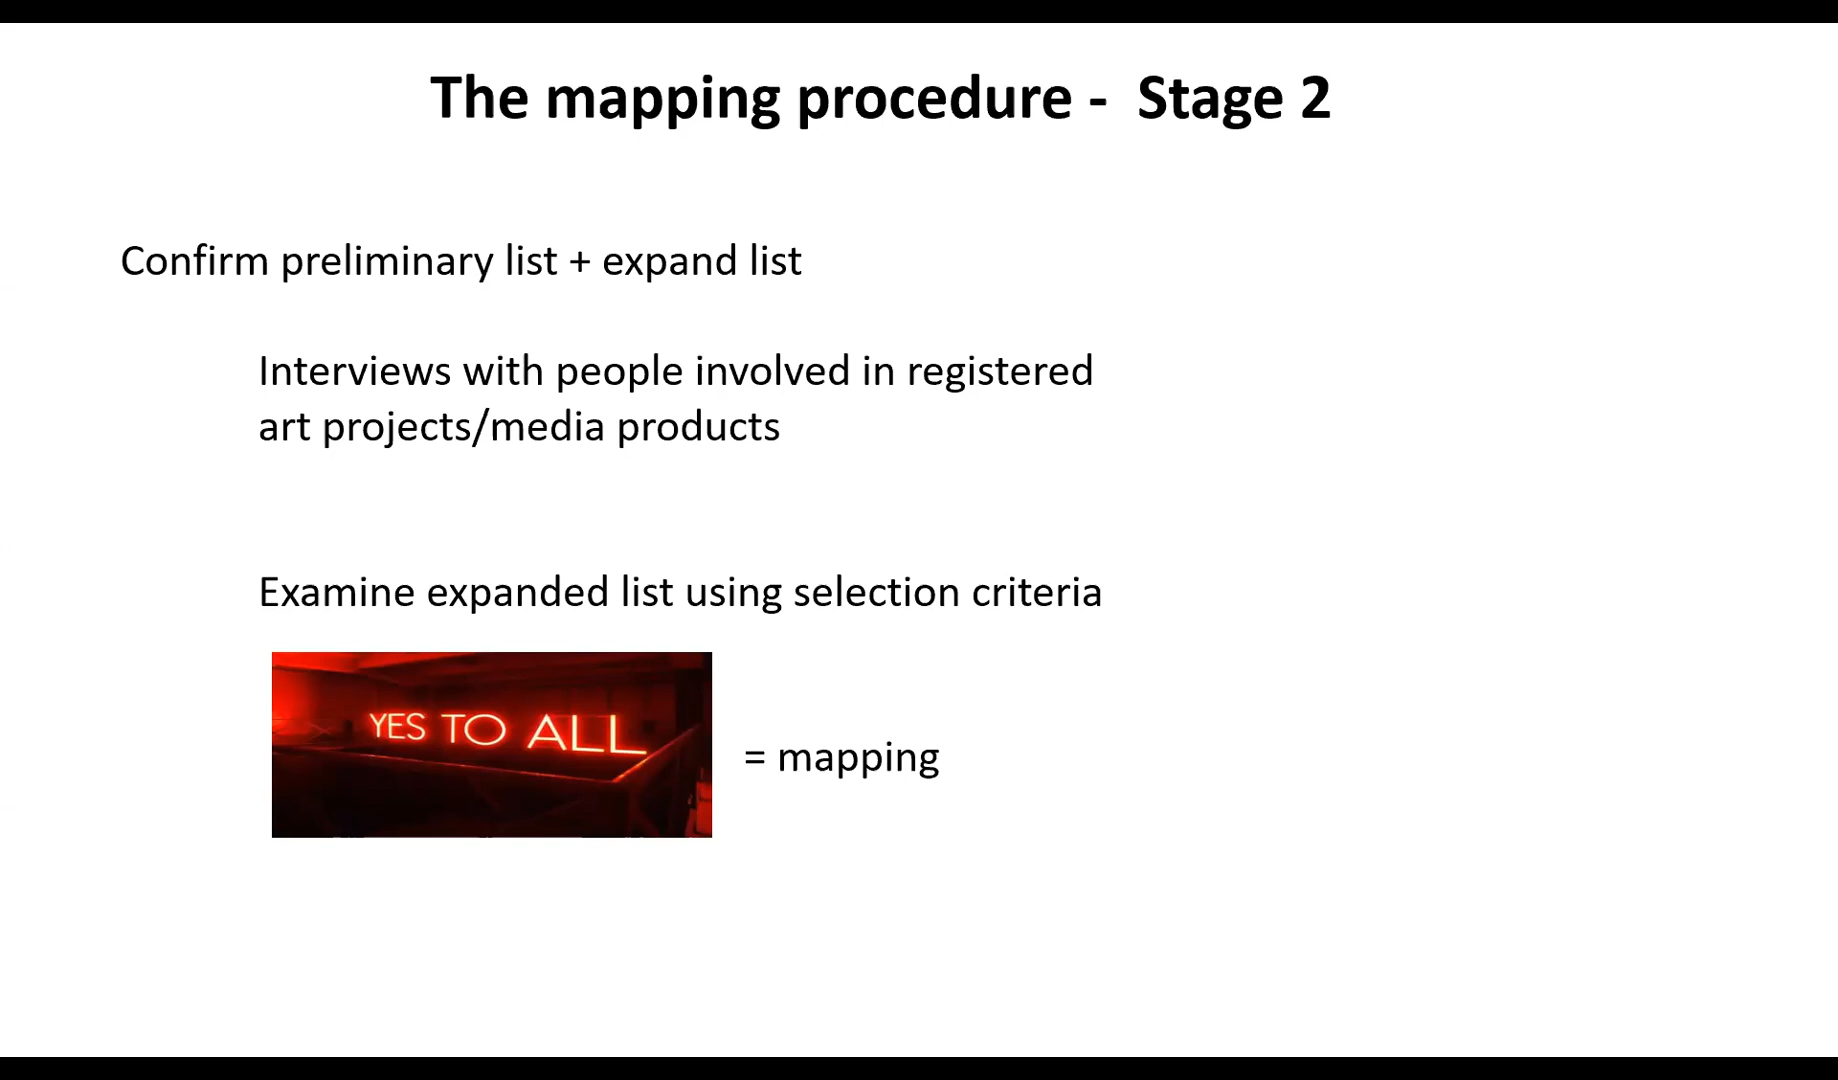 The mapping procedure - Stage 2
Confirm preliminary list + expand list
Interviews with people involved in registered
art projects/media products
Examine expanded list using selection criteria
YES TO ALL
= mapping